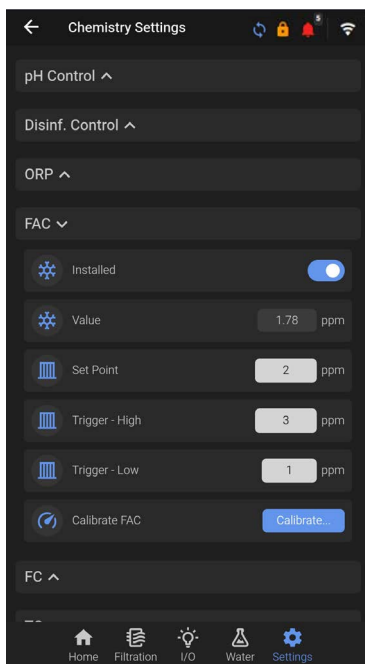 Chemistry Settings
5
pH Control
Disinf. Control
ORP
FAC
Installed
Value 1.78 ppm
Set Point 2 ppm
Trigger - High 3 ppm
Trigger - Low 1 ppm
Calibrate FAC Calibrate...
FC
Home Filtration I/O Water Settings